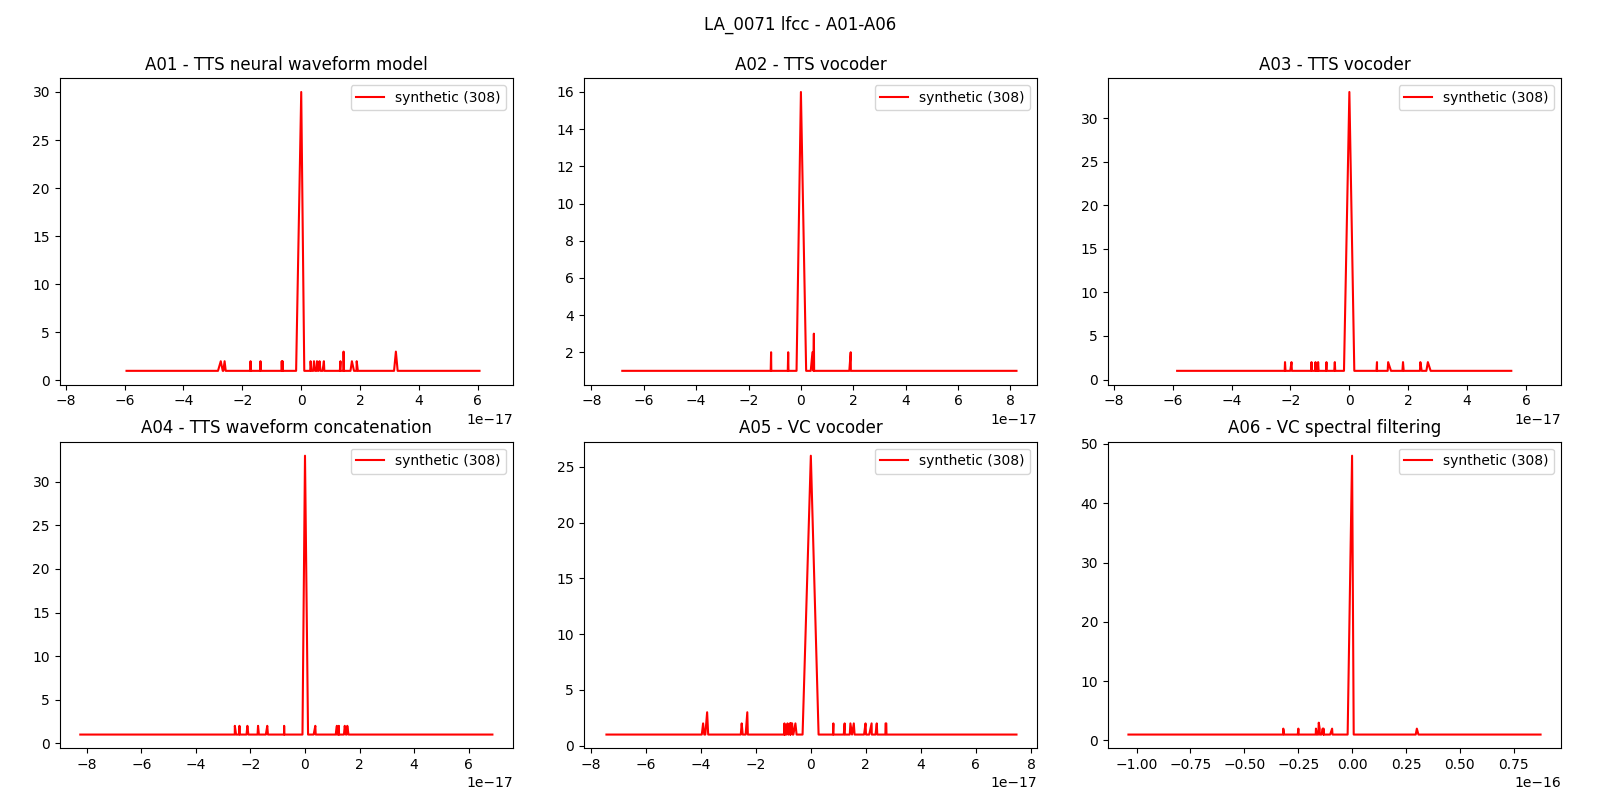 LA_0071 lfcc - A01-A06
A01 - TTS neural waveform model
30
25
20
15
10
5
0
synthetic (308)
−8 −6 −4 −2 0 2 4 6
1e−17
A02 - TTS vocoder
16
14
12
10
8
6
4
2
synthetic (308)
−8 −6 −4 −2 0 2 4 6 8
1e−17
A03 - TTS vocoder
30
25
20
15
10
5
0
synthetic (308)
−8 −6 −4 −2 0 2 4 6
1e−17
A04 - TTS waveform concatenation
30
25
20
15
10
5
0
synthetic (308)
−8 −6 −4 −2 0 2 4 6
1e−17
A05 - VC vocoder
25
20
15
10
5
0
synthetic (308)
−8 −6 −4 −2 0 2 4 6 8
1e−17
A06 - VC spectral filtering
50
40
30
20
10
0
synthetic (308)
−1.00 −0.75 −0.50 −0.25 0.00 0.25 0.50 0.75
1e−16